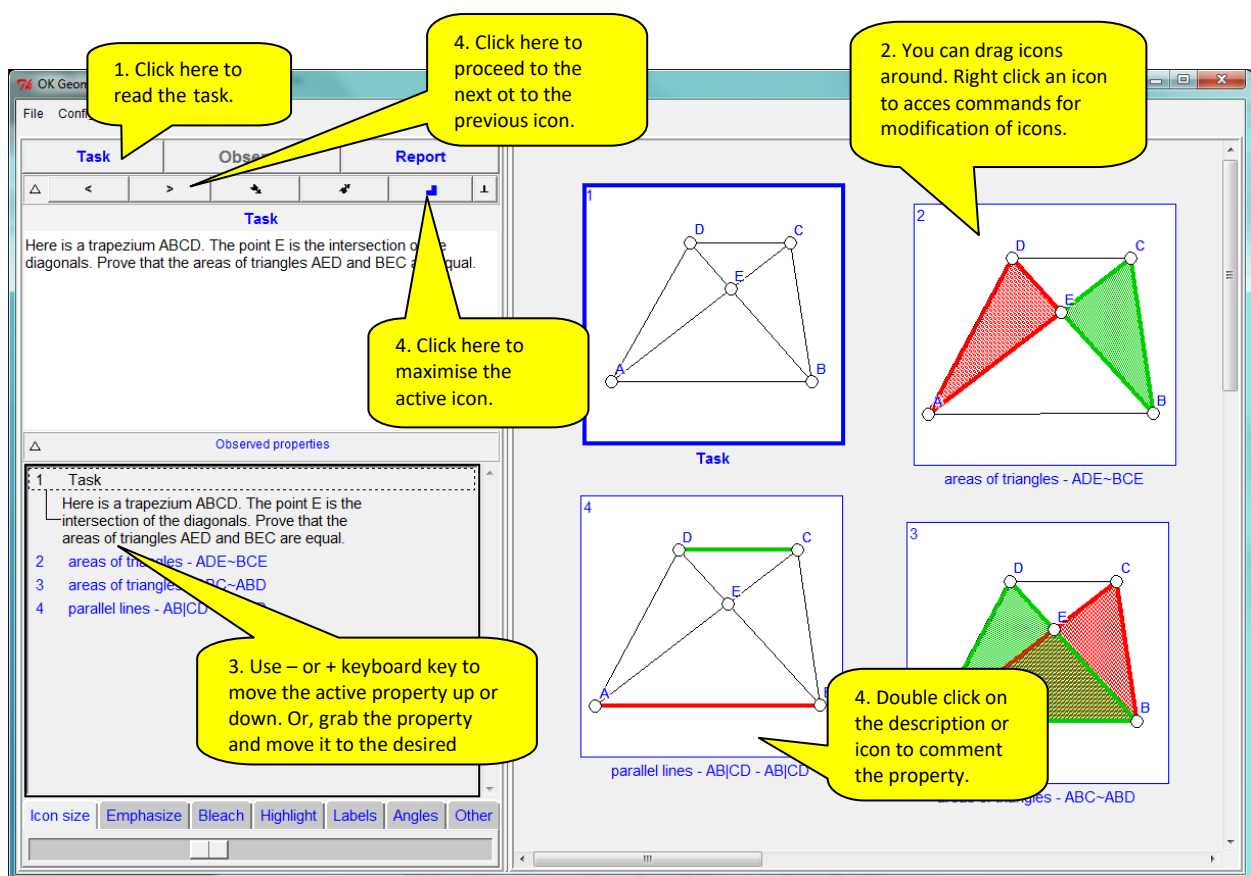 1. Click here to
read the task.
4. Click here to
proceed to the
next ot to the
previous icon.
2. You can drag icons
around. Right click an icon
to acces commands for
modification of icons.
OK Geom
File
Task
Report
<
>
Task
Here is a trapezium ABCD. The point E is the intersection
diagonals. Prove that the areas of triangles AED and BEC equal.
4. Click here to
maximise the
active icon.
Observed properties
1 Task
Here is a trapezium ABCD. The point E is the
intersection of the diagonals. Prove that the
areas of triangles AED and BEC are equal.
2 areas of triangles - ADE~BCE
3 areas of triangles ABC~ABD
4 parallel lines - AB|CD
3. Use – or + keyboard key to
move the active property up or
down. Or, grab the property
and move it to the desired
Icon size Emphasize Bleach Highlight Labels Angles Other
1
D C
E
A B
Task
2
D C
E
A B
areas of triangles - ADE~BCE
4
D C
E
A
parallel lines - AB|CD - AB|CD
3
D C
E
B
4. Double click on
the description or
icon to comment
the property.
areas of triangles - ABC~ABD